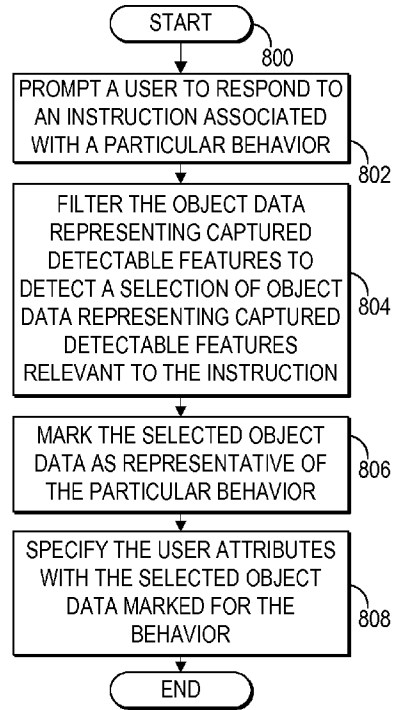 START
800
PROMPT A USER TO RESPOND TO
AN INSTRUCTION ASSOCIATED
WITH A PARTICULAR BEHAVIOR
802
FILTER THE OBJECT DATA
REPRESENTING CAPTURED
DETECTABLE FEATURES TO
DETECT A SELECTION OF OBJECT
DATA REPRESENTING CAPTURED
DETECTABLE FEATURES
RELEVANT TO THE INSTRUCTION
804
MARK THE SELECTED OBJECT
DATA AS REPRESENTATIVE OF
THE PARTICULAR BEHAVIOR
806
SPECIFY THE USER ATTRIBUTES
WITH THE SELECTED OBJECT
DATA MARKED FOR THE
BEHAVIOR
808
END